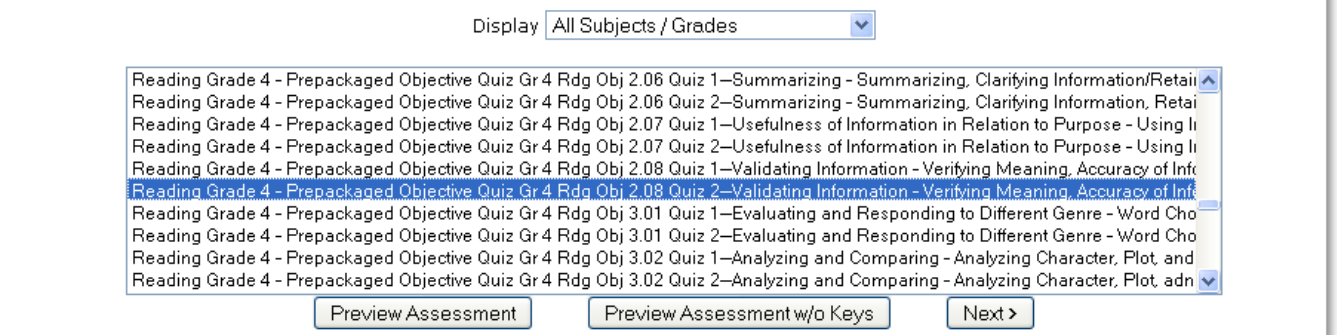 Display All Subjects / Grades
Reading Grade 4 - Prepackaged Objective Quiz Gr 4 Rdg Obj 2.06 Quiz 1—Summarizing - Summarizing, Clarifying Information/Retai
Reading Grade 4 - Prepackaged Objective Quiz Gr 4 Rdg Obj 2.06 Quiz 2—Summarizing - Summarizing, Clarifying Information, Retai
Reading Grade 4 - Prepackaged Objective Quiz Gr 4 Rdg Obj 2.07 Quiz 1—Usefulness of Information in Relation to Purpose - Using I
Reading Grade 4 - Prepackaged Objective Quiz Gr 4 Rdg Obj 2.07 Quiz 2—Usefulness of Information in Relation to Purpose - Using I
Reading Grade 4 - Prepackaged Objective Quiz Gr 4 Rdg Obj 2.08 Quiz 1—Validating Information - Verifying Meaning, Accuracy of Info
Reading Grade 4 - Prepackaged Objective Quiz Gr 4 Rdg Obj 2.08 Quiz 2—Validating Information - Verifying Meaning, Accuracy of Info
Reading Grade 4 - Prepackaged Objective Quiz Gr 4 Rdg Obj 3.01 Quiz 1—Evaluating and Responding to Different Genre - Word Cho
Reading Grade 4 - Prepackaged Objective Quiz Gr 4 Rdg Obj 3.01 Quiz 2—Evaluating and Responding to Different Genre - Word Cho
Reading Grade 4 - Prepackaged Objective Quiz Gr 4 Rdg Obj 3.02 Quiz 1—Analyzing and Comparing - Analyzing Character, Plot, and
Reading Grade 4 - Prepackaged Objective Quiz Gr 4 Rdg Obj 3.02 Quiz 2—Analyzing and Comparing - Analyzing Character, Plot, adn
Preview Assessment Preview Assessment w/o Keys Next >